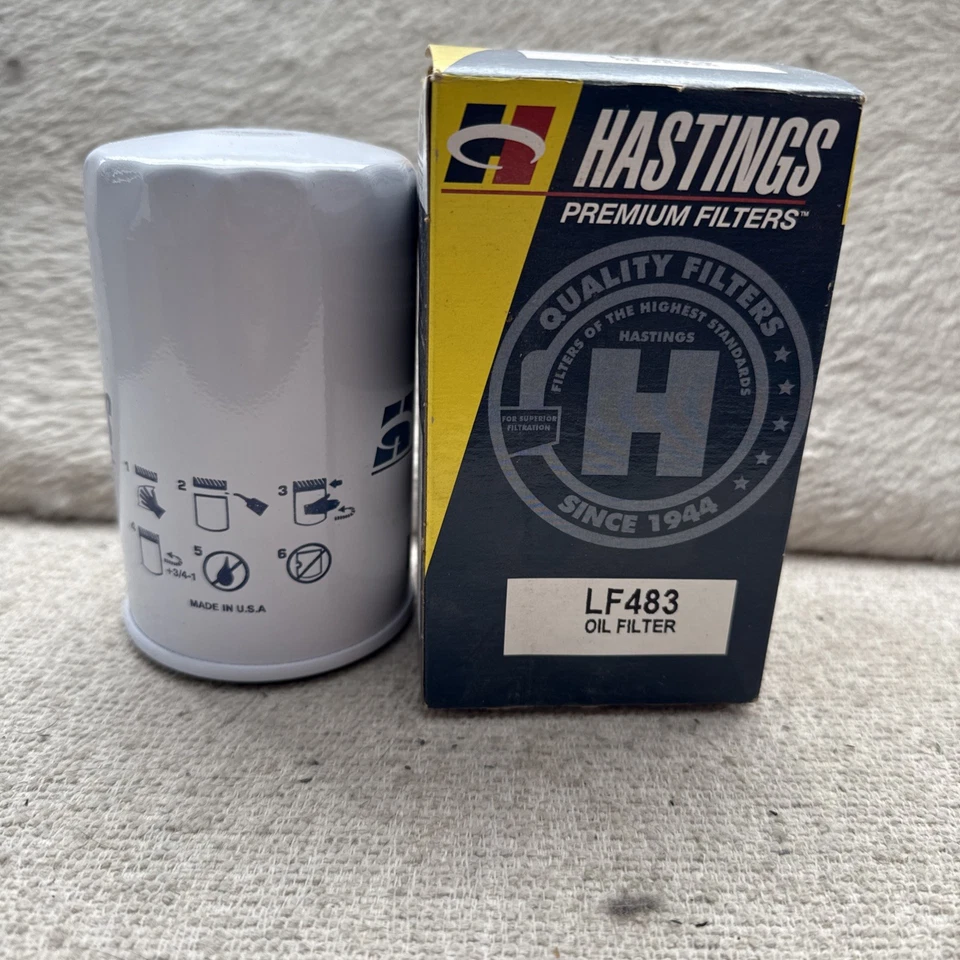 HASTINGS
PREMIUM FILTERS™
QUALITY FILTERS
FILTERS OF THE HIGHEST STANDARDS
HASTINGS
H
FOR SUPERIOR
FILTRATION
SINCE 1944
LF483
OIL FILTER
1
2
3
4
+3/4-1
5
6
MADE IN U.S.A